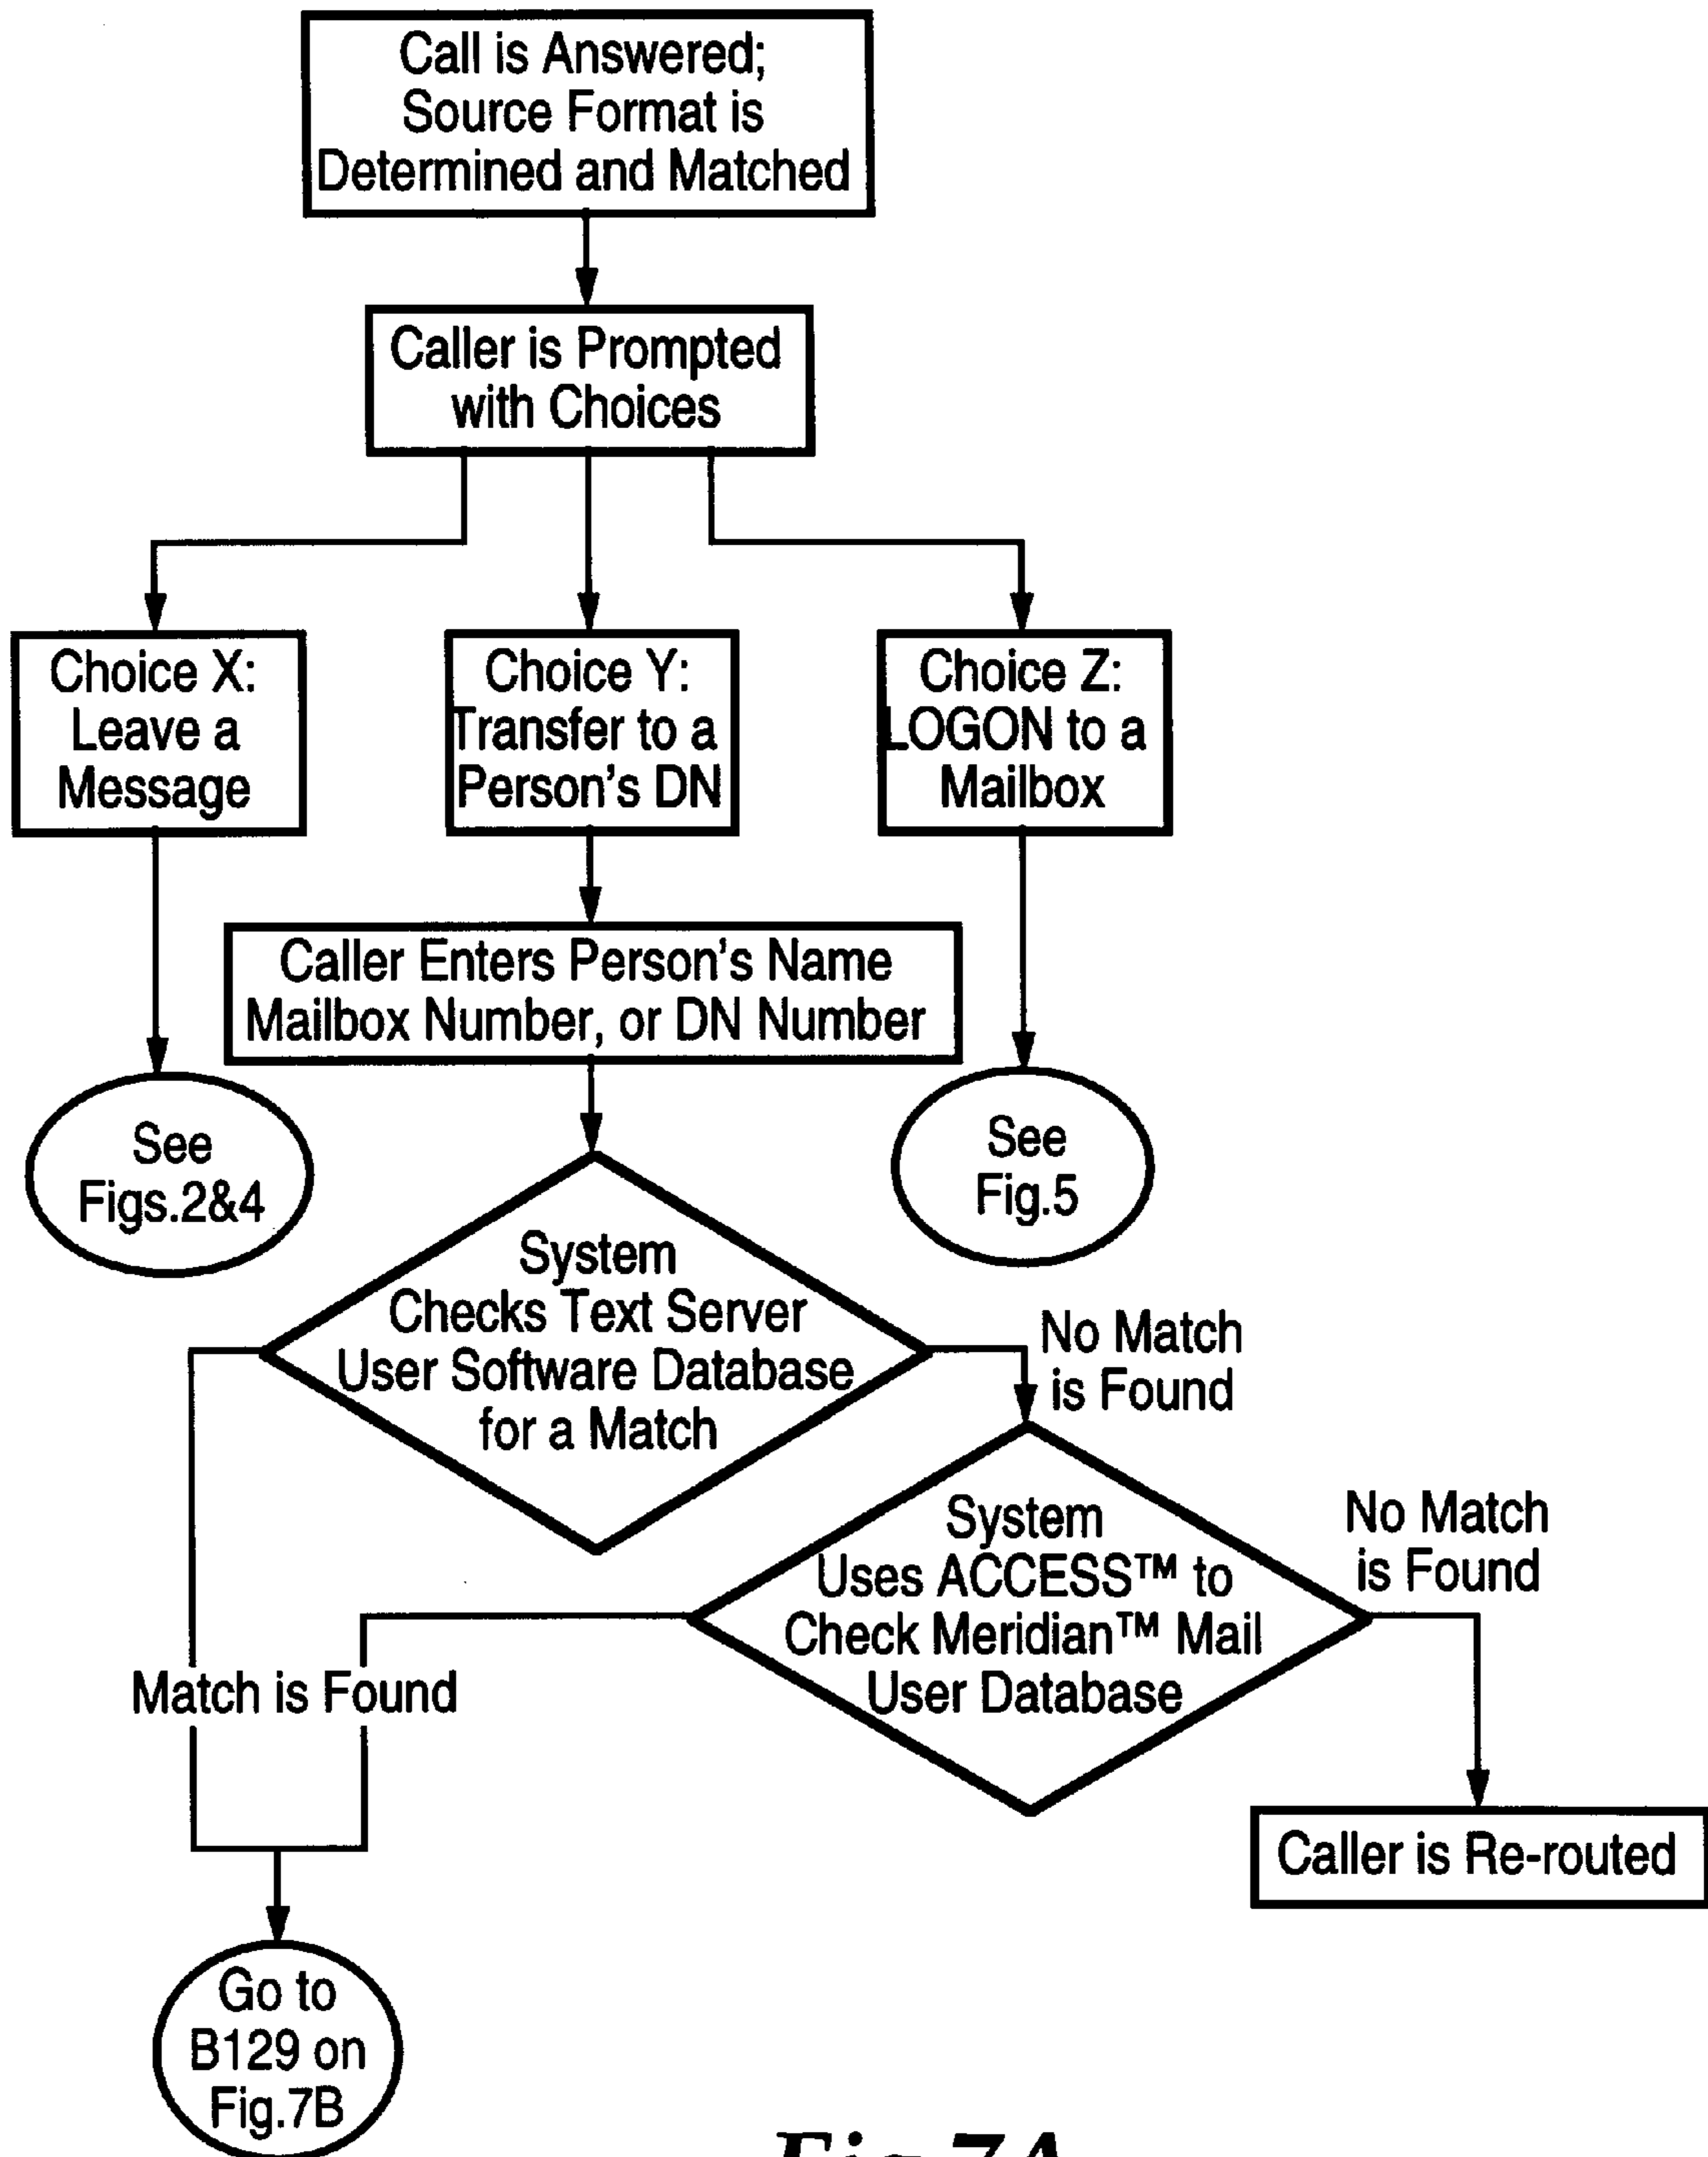 Call is Answered;
Source Format is
Determined and Matched
Caller is Prompted
with Choices
Choice X:
Leave a
Message
Choice Y:
Transfer to a
Person's DN
Choice Z:
LOGON to a
Mailbox
Caller Enters Person's Name
Mailbox Number, or DN Number
See
Figs.2&4
See
Fig.5
System
Checks Text Server
User Software Database
for a Match
No Match
is Found
System
Uses ACCESS™ to
Check Meridian™ Mail
User Database
No Match
is Found
Match is Found
Caller is Re-routed
Go to
B129 on
Fig.7B
Fig.7A